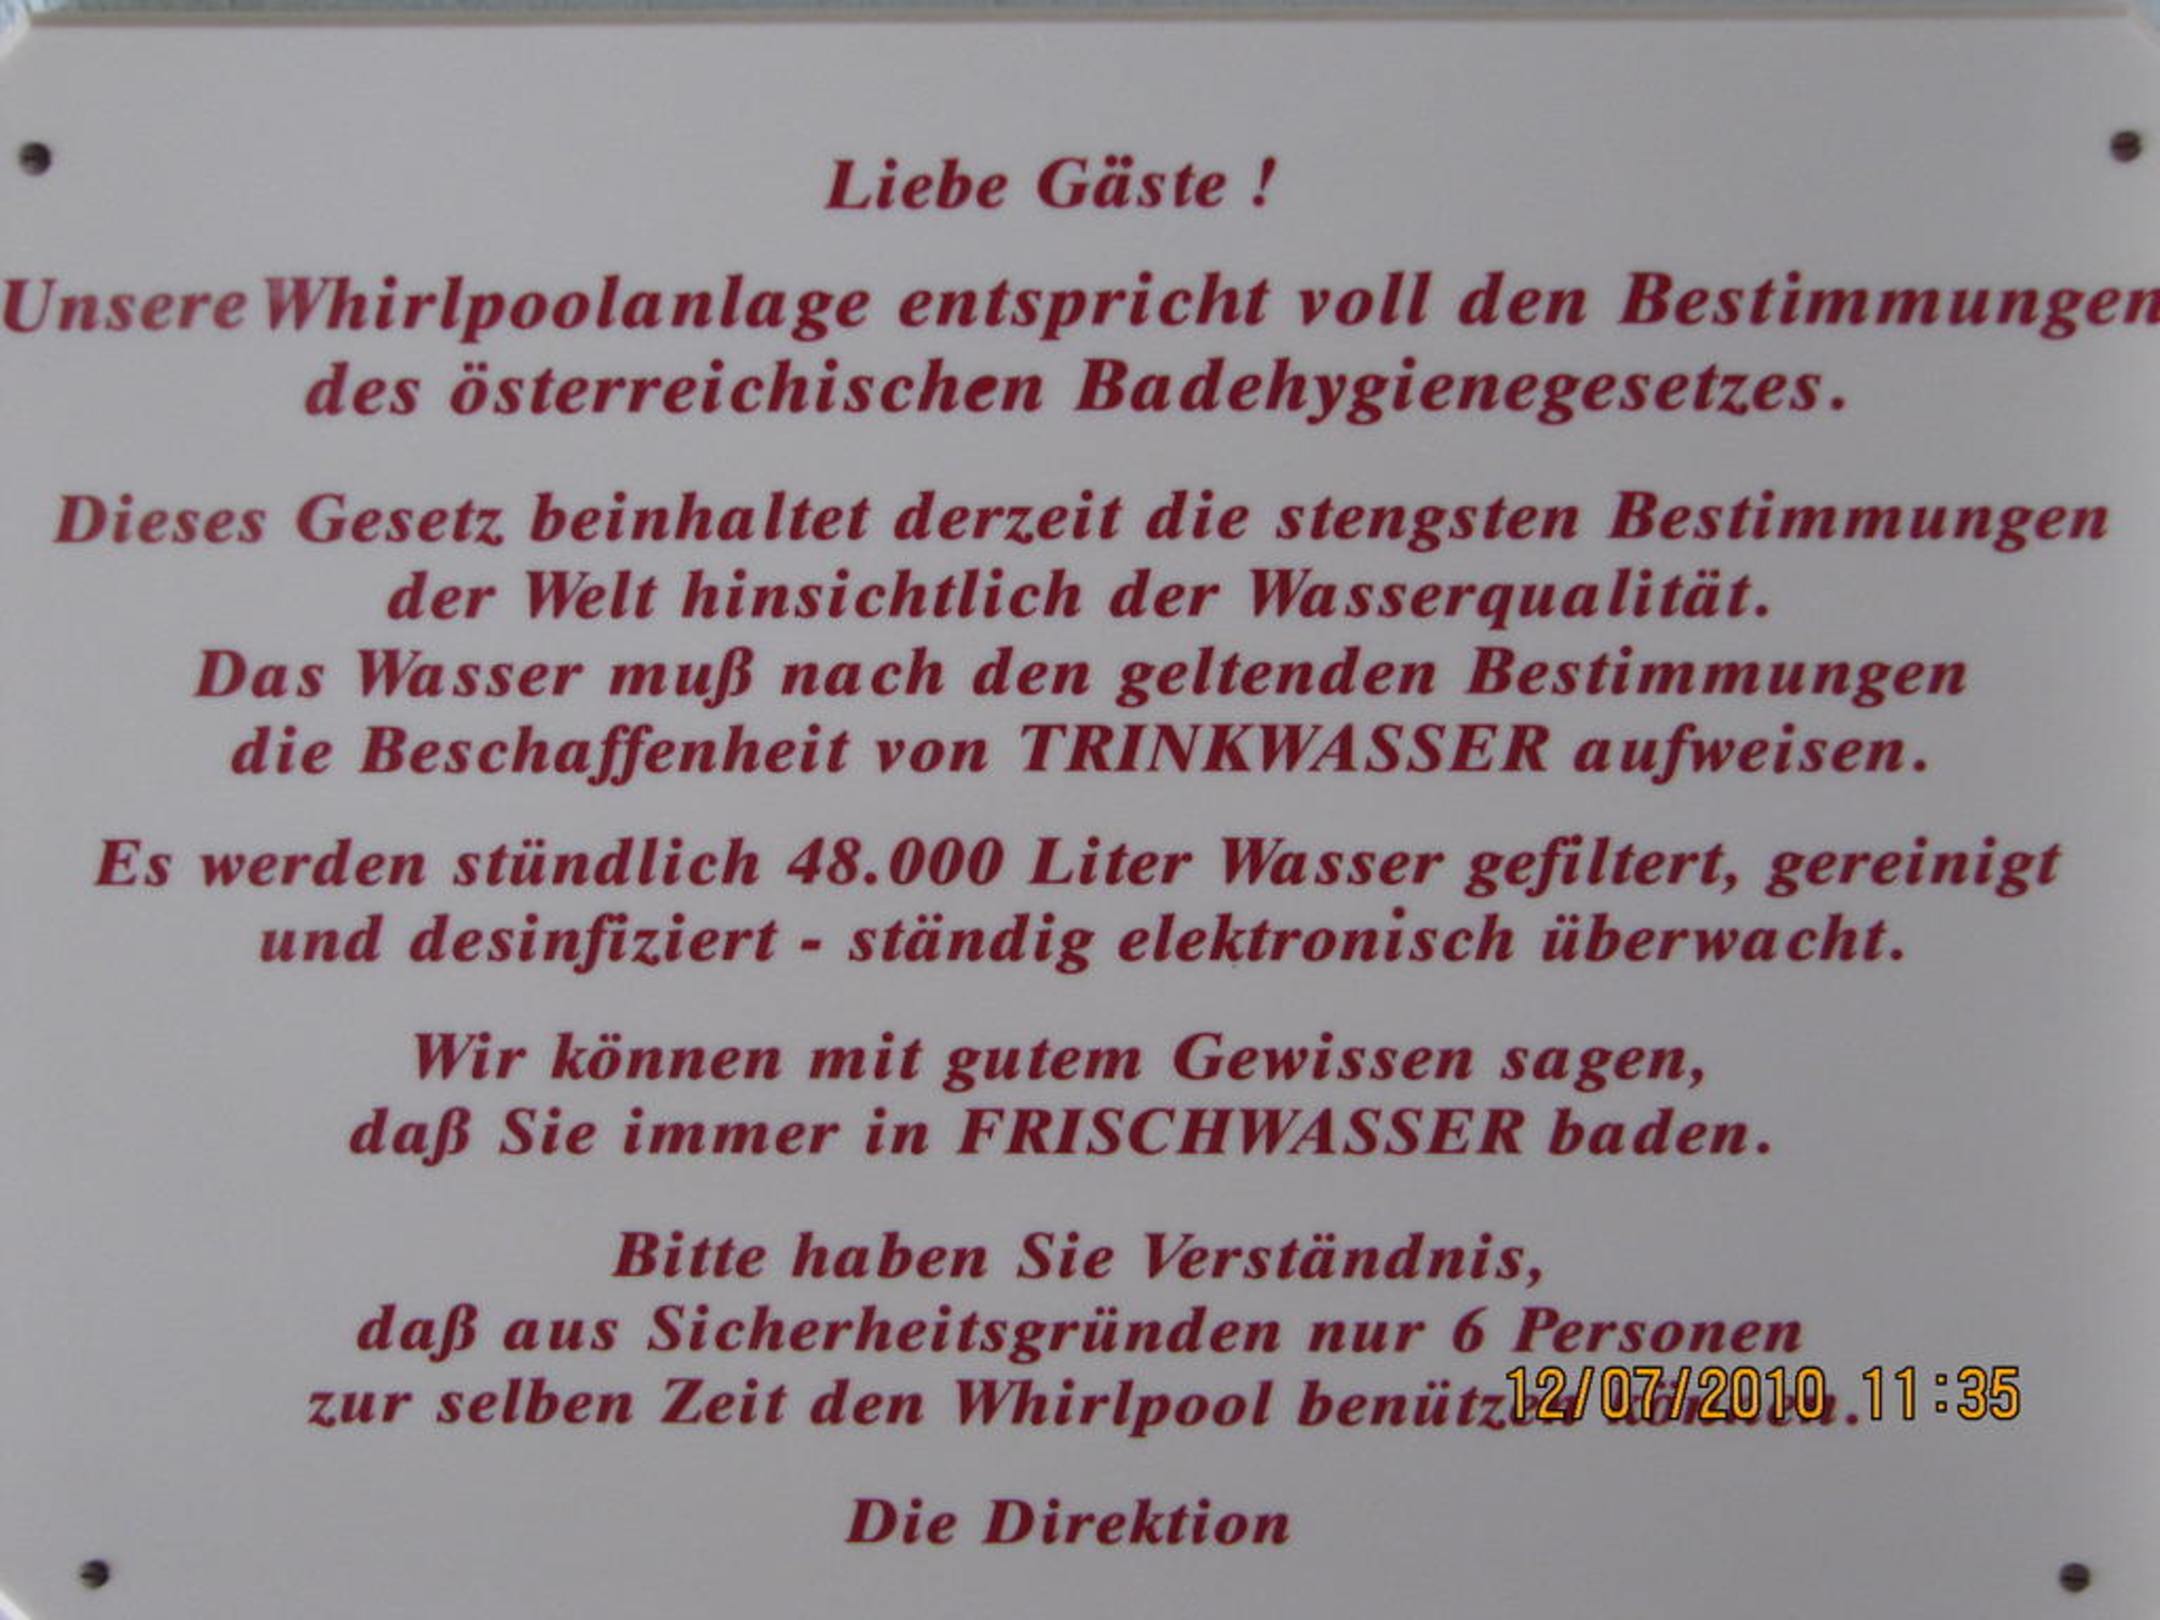 Liebe Gäste !
Unsere Whirlpoolanlage entspricht voll den Bestimmungen
des österreichischen Badehygienegesetzes.
Dieses Gesetz beinhaltet derzeit die stengsten Bestimmungen
der Welt hinsichtlich der Wasserqualität.
Das Wasser muß nach den geltenden Bestimmungen
die Beschaffenheit von TRINKWASSER aufweisen.
Es werden stündlich 48.000 Liter Wasser gefiltert, gereinigt
und desinfiziert - ständig elektronisch überwacht.
Wir können mit gutem Gewissen sagen,
daß Sie immer in FRISCHWASSER baden.
Bitte haben Sie Verständnis,
daß aus Sicherheitsgründen nur 6 Personen
zur selben Zeit den Whirlpool benützen können.
12/07/2010 11:35
Die Direktion